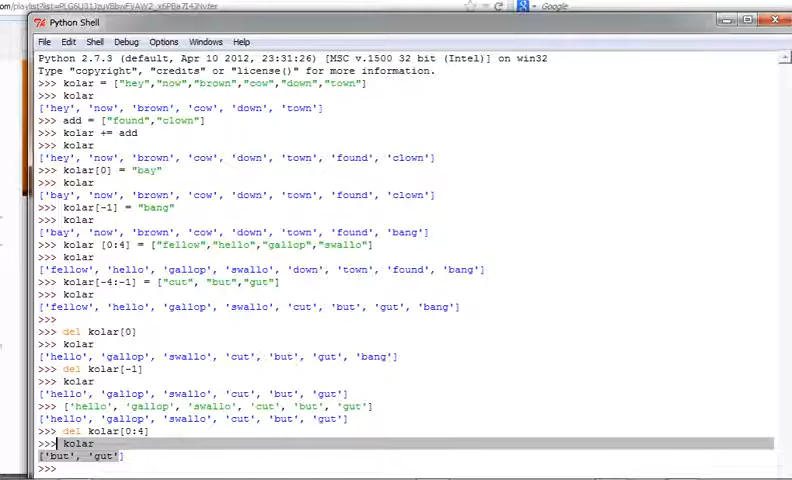 Python Shell
File Edit Shell Debug Options Windows Help
Python 2.7.3 (default, Apr 10 2012, 23:31:26) [MSC v.1500 32 bit (Intel)] on win32
Type "copyright", "credits" or "license()" for more information.
>>> kolar = ["hey","now","brown","cow","down","town"]
>>> kolar
['hey', 'now', 'brown', 'cow', 'down', 'town']
>>> add = ["found","clown"]
>>> kolar += add
>>> kolar
['hey', 'now', 'brown', 'cow', 'down', 'town', 'found', 'clown']
>>> kolar[0] = "bay"
>>> kolar
['bay', 'now', 'brown', 'cow', 'down', 'town', 'found', 'clown']
>>> kolar[-1] = "bang"
>>> kolar
['bay', 'now', 'brown', 'cow', 'down', 'town', 'found', 'bang']
>>> kolar [0:4] = ["fellow","hello","gallop","swallo"]
>>> kolar
['fellow', 'hello', 'gallop', 'swallo', 'down', 'town', 'found', 'bang']
>>> kolar[-4:-1] = ["cut", "but","gut"]
>>> kolar
['fellow', 'hello', 'gallop', 'swallo', 'cut', 'but', 'gut', 'bang']
>>>
>>> del kolar[0]
>>> kolar
['hello', 'gallop', 'swallo', 'cut', 'but', 'gut', 'bang']
>>> del kolar[-1]
>>> kolar
['hello', 'gallop', 'swallo', 'cut', 'but', 'gut']
>>> ['hello', 'gallop', 'swallo', 'cut', 'but', 'gut']
['hello', 'gallop', 'swallo', 'cut', 'but', 'gut']
>>> del kolar[0:4]
>>> kolar
['but', 'gut']
>>>